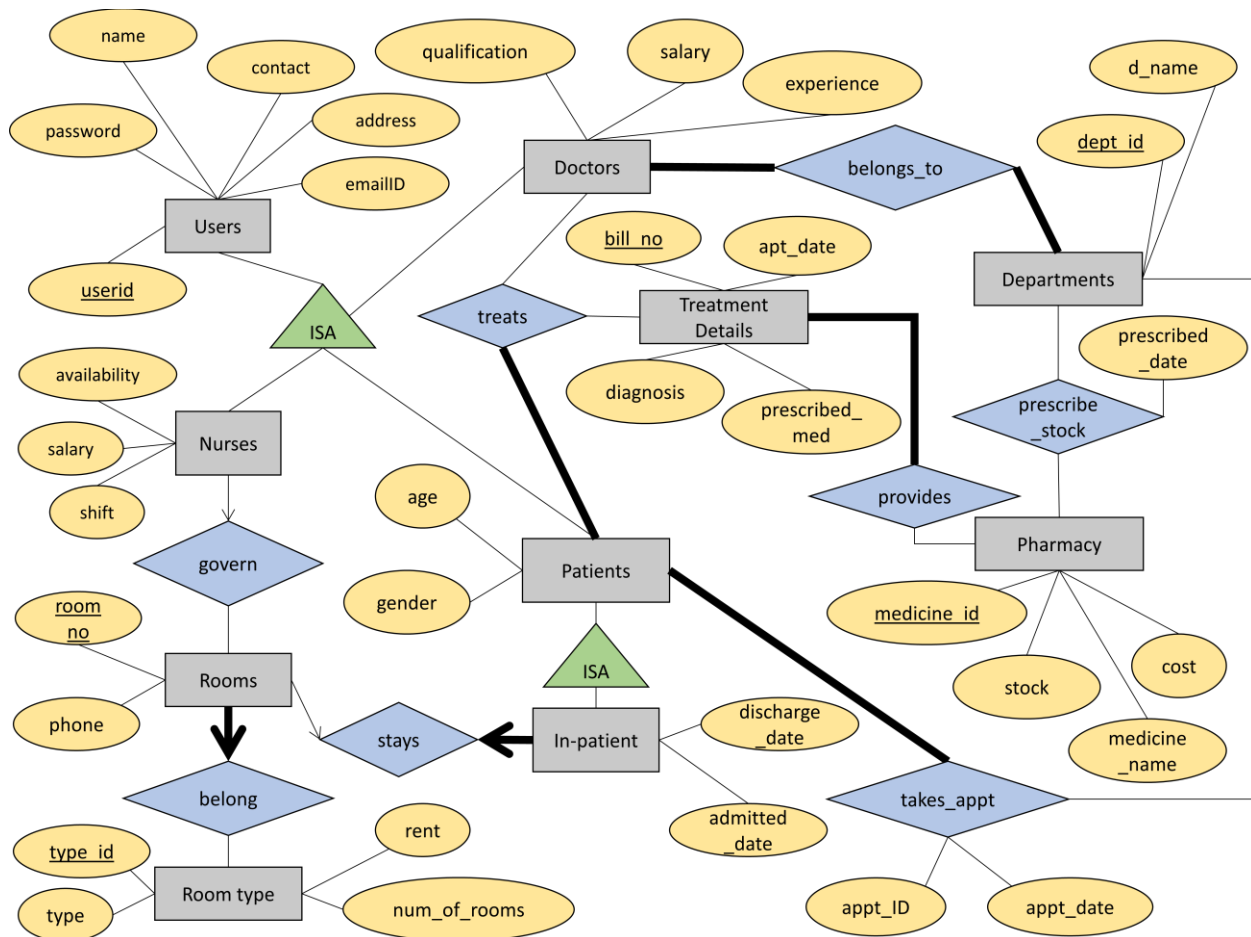 name
contact
password
address
emailID
Users
userid
qualification
salary
experience
Doctors
belongs_to
d_name
dept_id
Departments
bill_no
apt_date
Treatment
Details
treats
diagnosis
prescribed_
med
prescribed
_date
prescribe
_stock
provides
Pharmacy
medicine_id
stock
medicine
_name
cost
ISA
availability
salary
shift
Nurses
govern
age
gender
Patients
ISA
room
no
phone
Rooms
stays
In-patient
discharge
_date
admitted
_date
belong
type_id
type
Room type
rent
num_of_rooms
takes_appt
appt_ID
appt_date